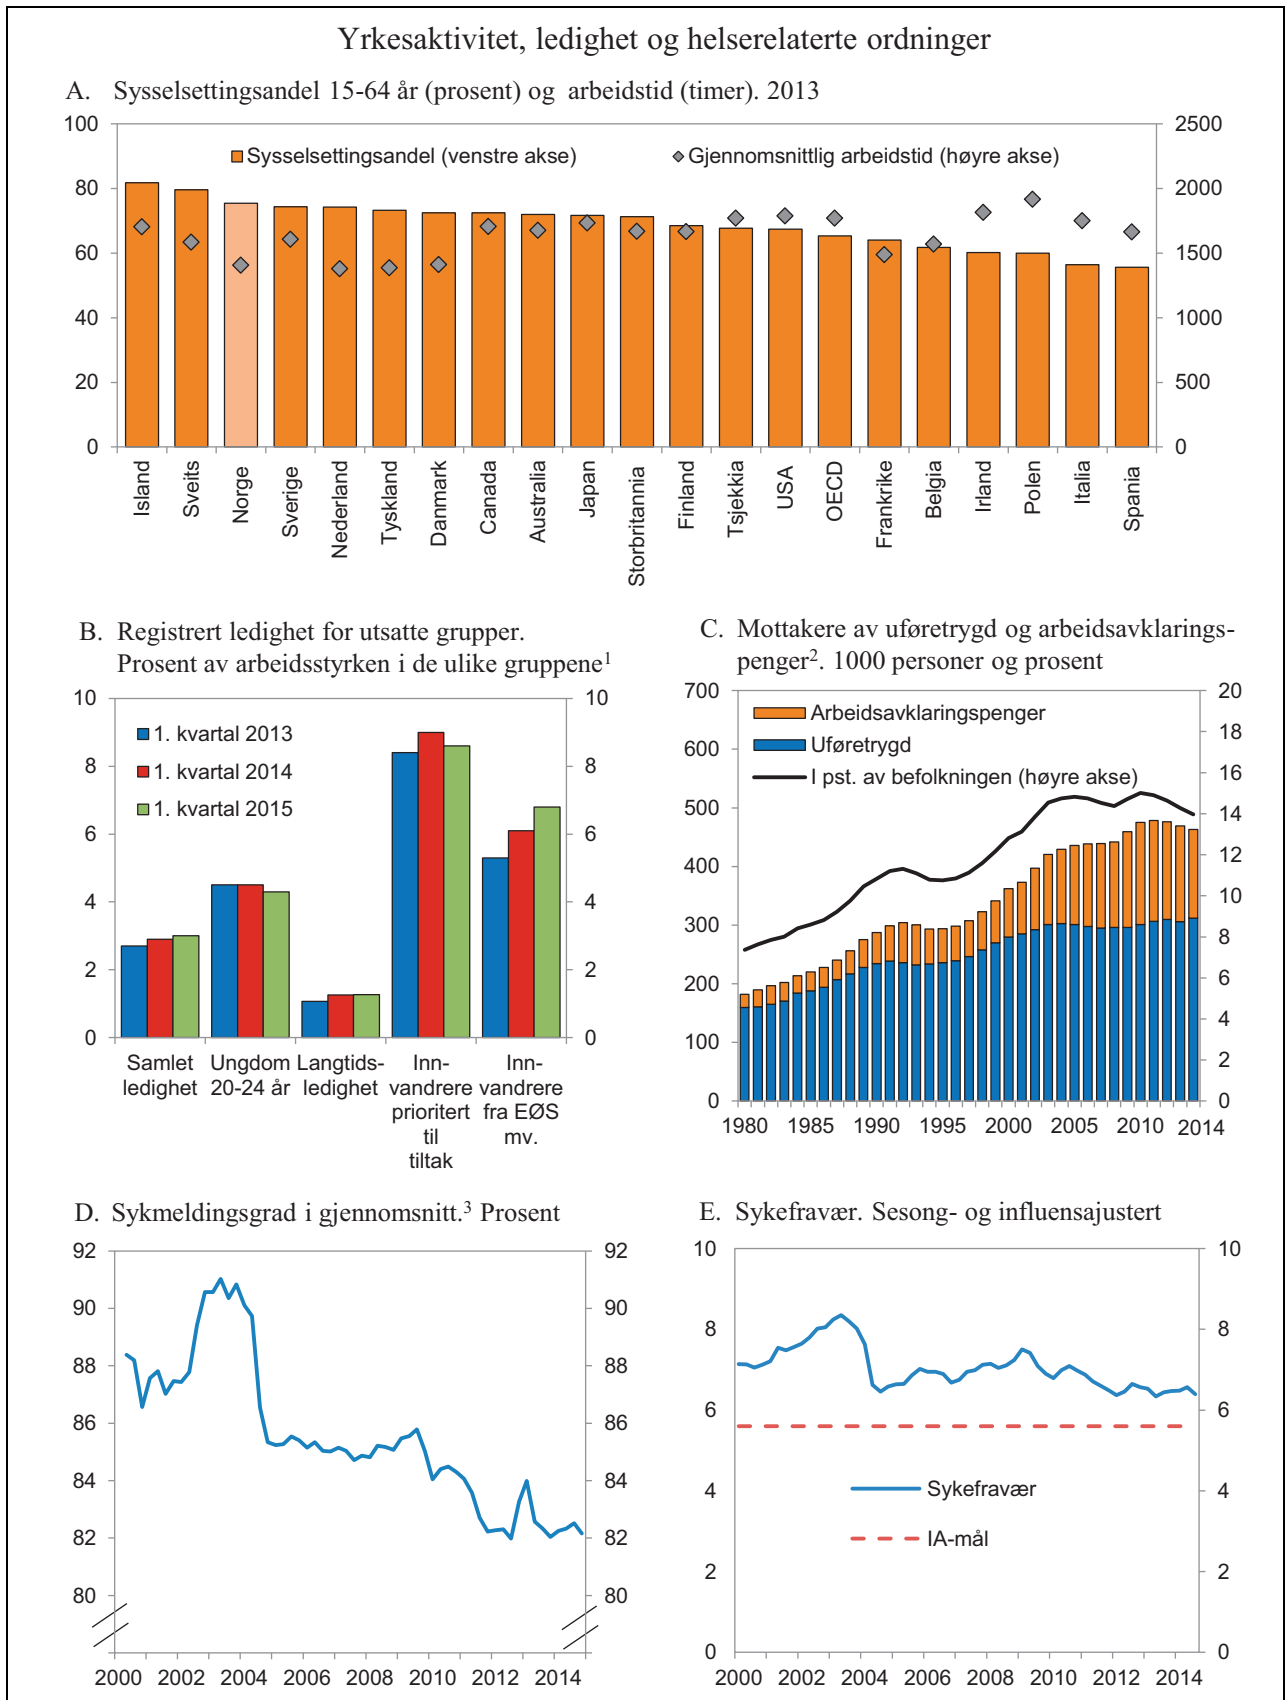 Yrkesaktivitet, ledighet og helserelaterte ordninger
A. Sysselsettingsandel 15-64 år (prosent) og arbeidstid (timer). 2013
100
80
60
40
20
0
2500
2000
1500
1000
500
0
Sysselsettingsandel (venstre akse)
Gjennomsnittlig arbeidstid (høyre akse)
Island
Sveits
Norge
Sverige
Nederland
Tyskland
Danmark
Canada
Australia
Japan
Storbritannia
Finland
Tsjekkia
USA
OECD
Frankrike
Belgia
Irland
Polen
Italia
Spania
B. Registrert ledighet for utsatte grupper.
Prosent av arbeidsstyrken i de ulike gruppene¹
10
8
6
4
2
0
10
8
6
4
2
0
1. kvartal 2013
1. kvartal 2014
1. kvartal 2015
Samlet
ledighet
Ungdom
20-24 år
Langtids-
ledighet
Inn-
vandrere
prioritert
til
tiltak
Inn-
vandrere
fra EØS
mv.
C. Mottakere av uføretrygd og arbeidsavklarings-
penger². 1000 personer og prosent
700
600
500
400
300
200
100
0
20
18
16
14
12
10
8
6
4
2
0
Arbeidsavklaringspenger
Uføretrygd
I pst. av befolkningen (høyre akse)
1980 1985 1990 1995 2000 2005 2010 2014
D. Sykmeldingsgrad i gjennomsnitt.³ Prosent
92
90
88
86
84
82
80
92
90
88
86
84
82
80
2000 2002 2004 2006 2008 2010 2012 2014
E. Sykefravær. Sesong- og influensajustert
10
8
6
4
2
0
10
8
6
4
2
0
Sykefravær
IA-mål
2000 2002 2004 2006 2008 2010 2012 2014